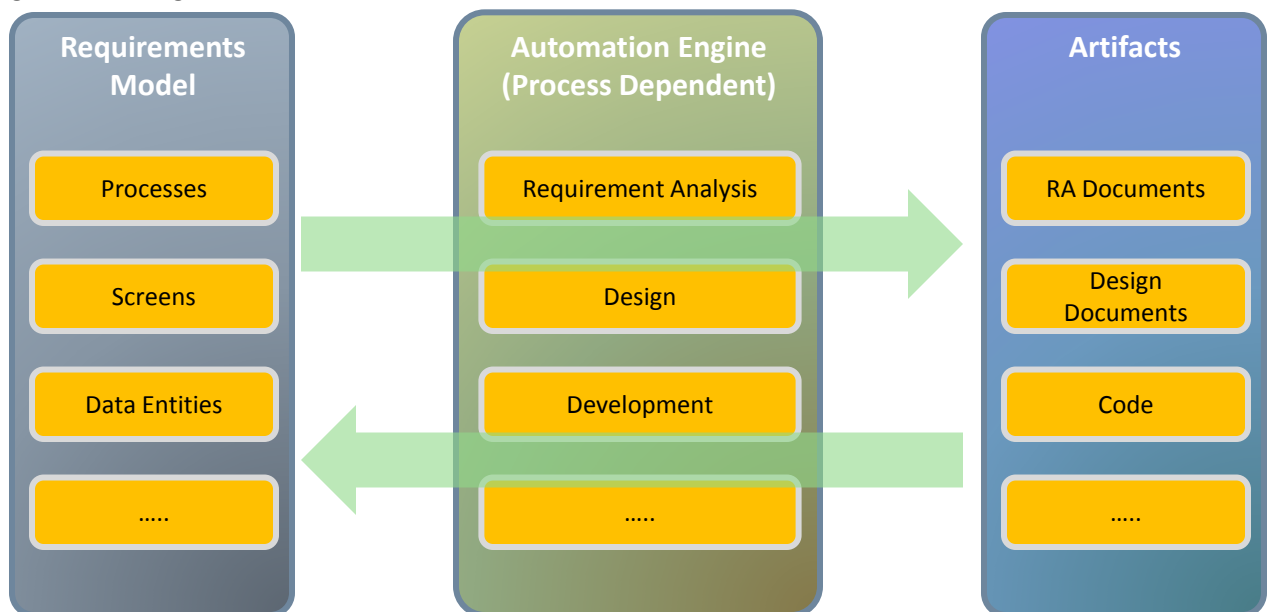 Requirements
Model
Processes
Screens
Data Entities
…..
Automation Engine
(Process Dependent)
Requirement Analysis
Design
Development
…..
Artifacts
RA Documents
Design
Documents
Code
…..